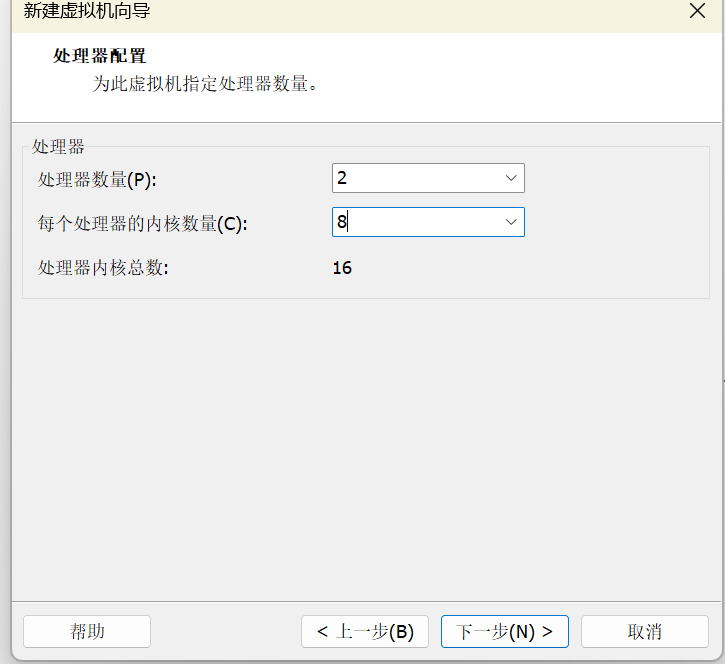 新建虚拟机向导
处理器配置
为此虚拟机指定处理器数量。
处理器
处理器数量(P): 2
每个处理器的内核数量(C): 8
处理器内核总数: 16
帮助 < 上一步(B) 下一步(N) > 取消